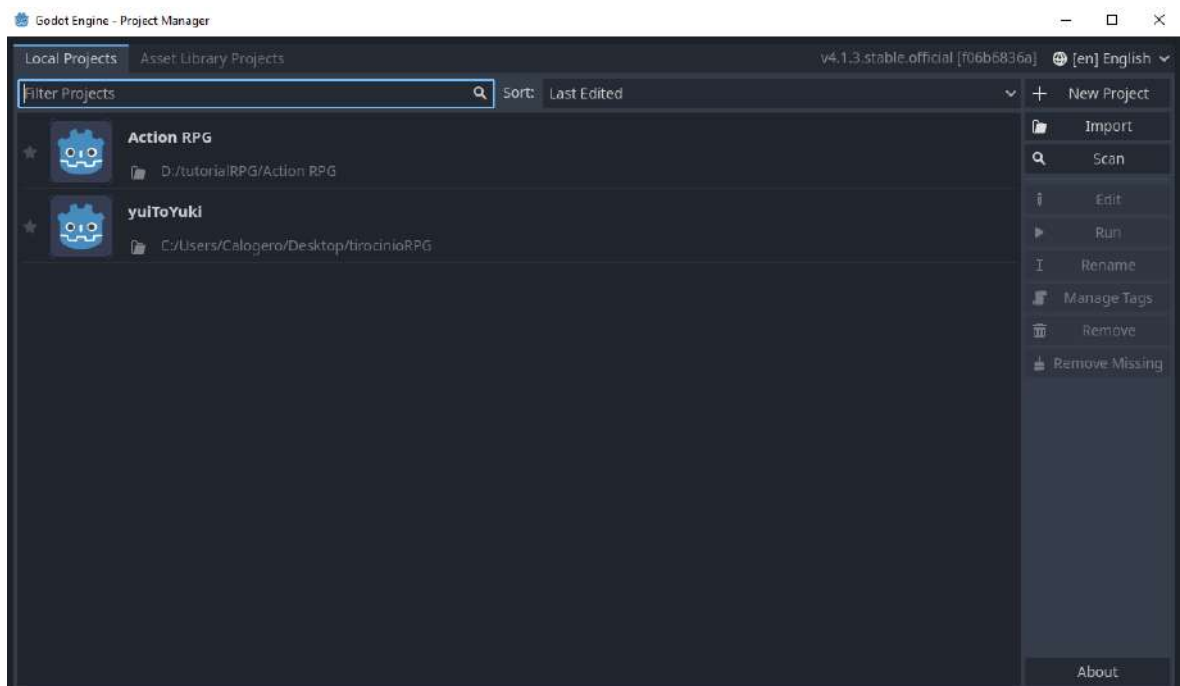 Godot Engine - Project Manager
Local Projects Asset Library Projects v4.1.3.stable.official [f06b6836a] [en] English
Filter Projects Sort: Last Edited New Project
Import
Scan
Action RPG
D:/tutorialRPG/Action RPG
yuiToYuki
C:/Users/Calogero/Desktop/tirocinioRPG
Edit
Run
Rename
Manage Tags
Remove
Remove Missing
About